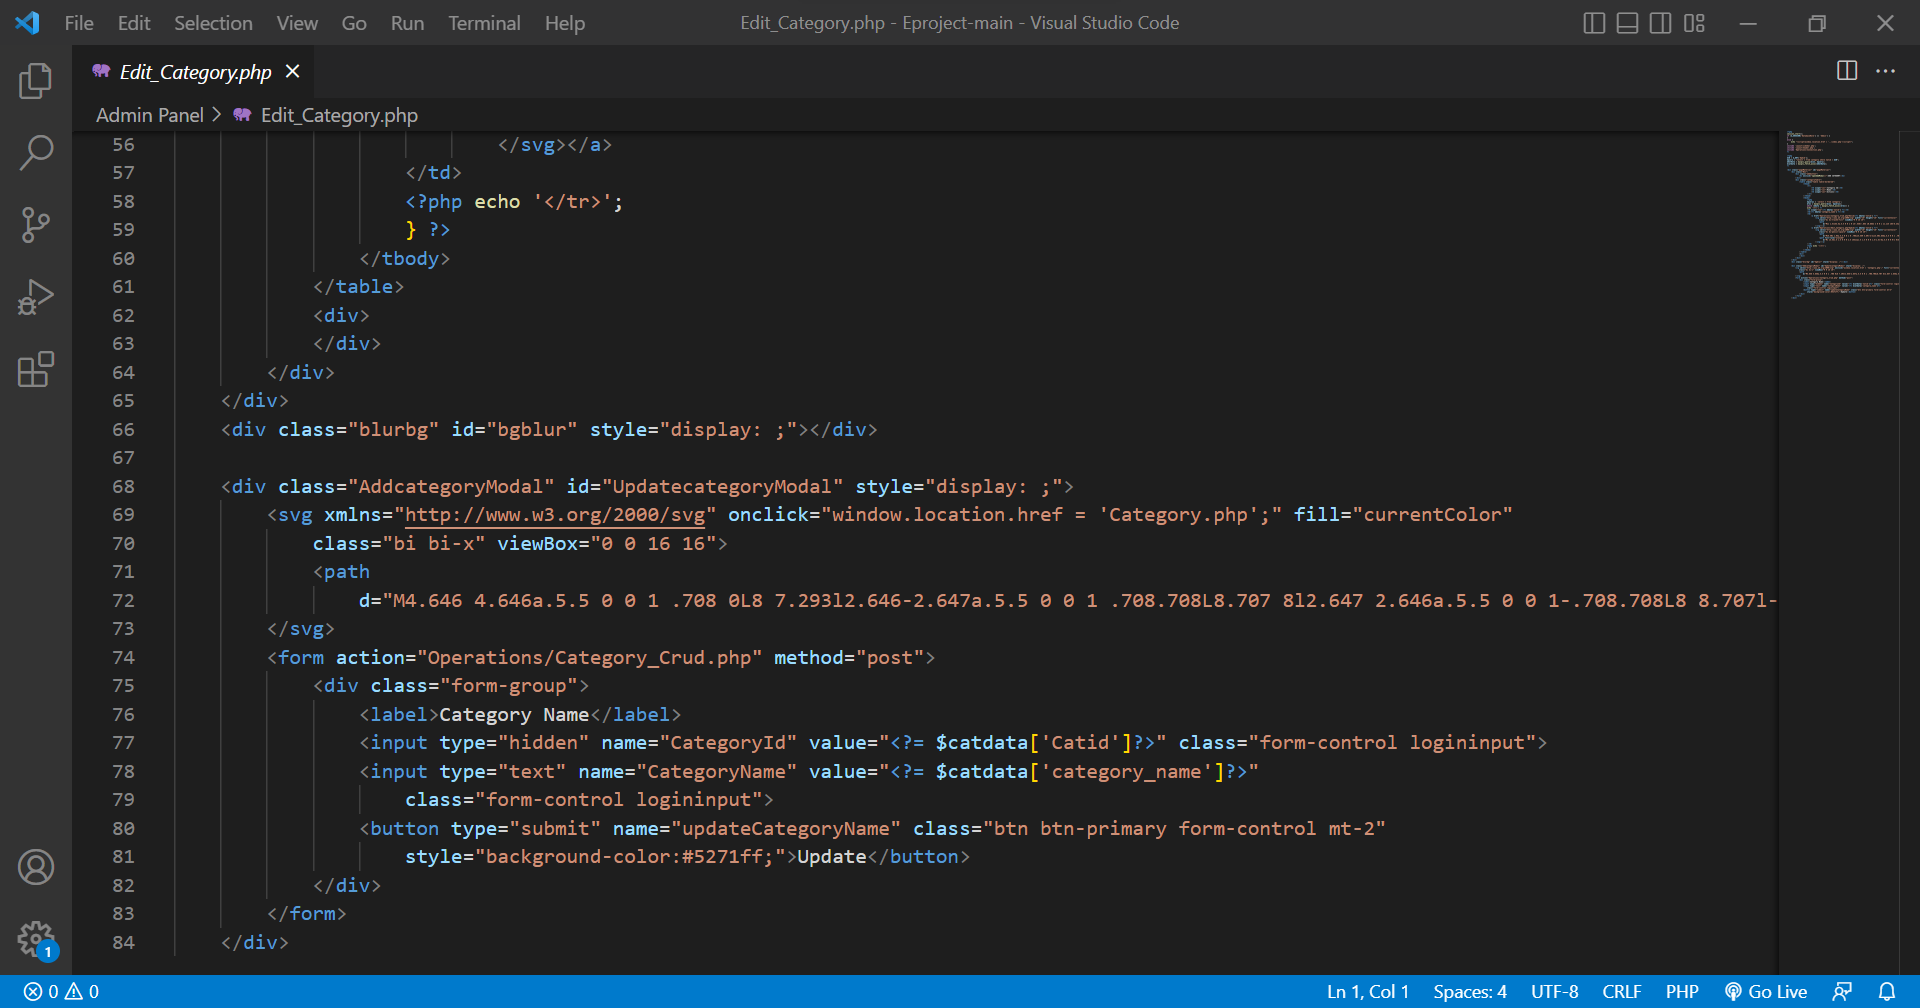 File Edit Selection View Go Run Terminal Help Edit_Category.php - Eproject-main - Visual Studio Code
Edit_Category.php
Admin Panel > Edit_Category.php
56 </svg></a>
57 </td>
58 <?php echo '</tr>';
59 } ?>
60 </tbody>
61 </table>
62 <div>
63 </div>
64 </div>
65 </div>
66 <div class="blurbg" id="bgblur" style="display: ;"></div>
67
68 <div class="AddcategoryModal" id="UpdatecategoryModal" style="display: ;">
69 <svg xmlns="http://www.w3.org/2000/svg" onclick="window.location.href = 'Category.php';" fill="currentColor"
70 class="bi bi-x" viewBox="0 0 16 16">
71 <path
72 d="M4.646 4.646a.5.5 0 0 1 .708 0L8 7.293l2.646-2.647a.5.5 0 0 1 .708.708L8.707 8l2.647 2.646a.5.5 0 0 1-.708.708L8 8.707l-
73 </svg>
74 <form action="Operations/Category_Crud.php" method="post">
75 <div class="form-group">
76 <label>Category Name</label>
77 <input type="hidden" name="CategoryId" value="<?= $catdata['Catid']?>" class="form-control logininput">
78 <input type="text" name="CategoryName" value="<?= $catdata['category_name']?>"
79 class="form-control logininput">
80 <button type="submit" name="updateCategoryName" class="btn btn-primary form-control mt-2"
81 style="background-color:#5271ff;">Update</button>
82 </div>
83 </form>
84 </div>
1
0 0 Ln 1, Col 1 Spaces: 4 UTF-8 CRLF PHP Go Live